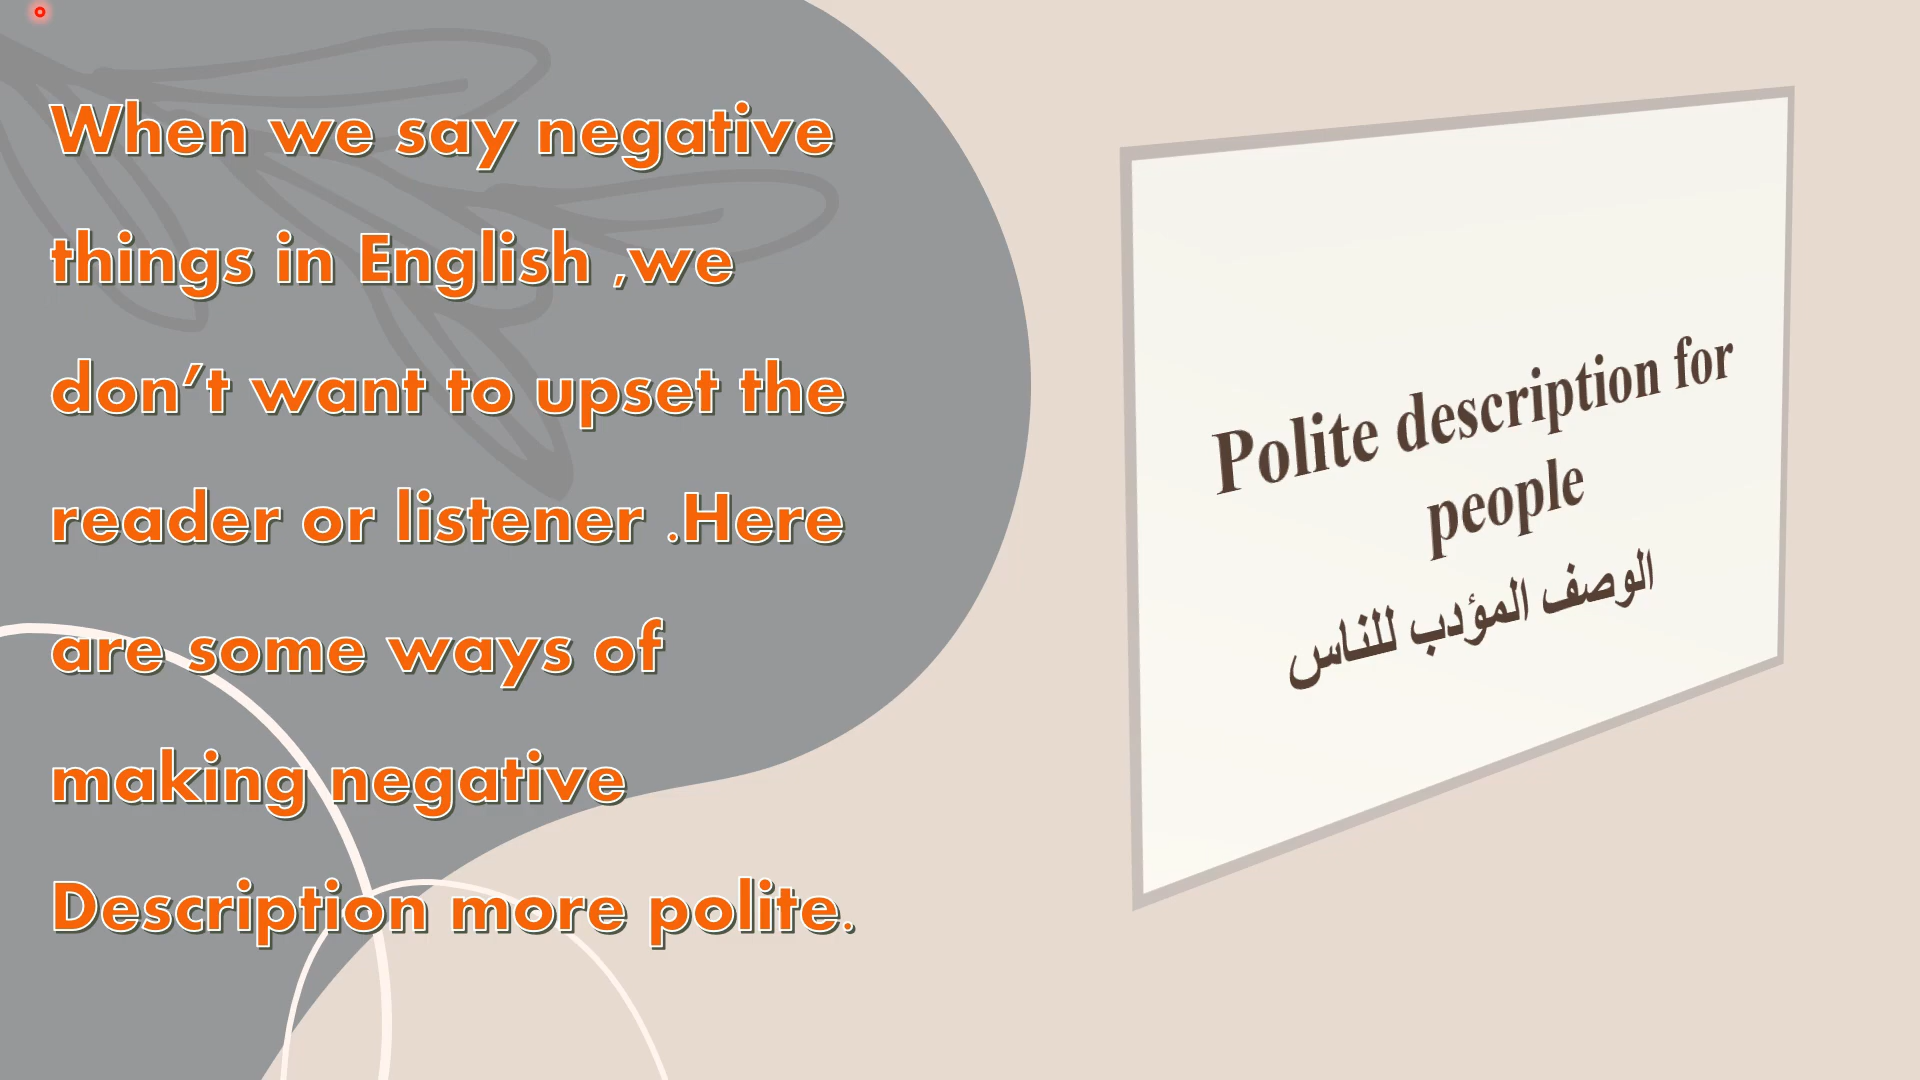 When we say negative
things in English ,we
don’t want to upset the
reader or listener .Here
are some ways of
making negative
Description more polite.
Polite description for
people
الوصف المؤدب للناس